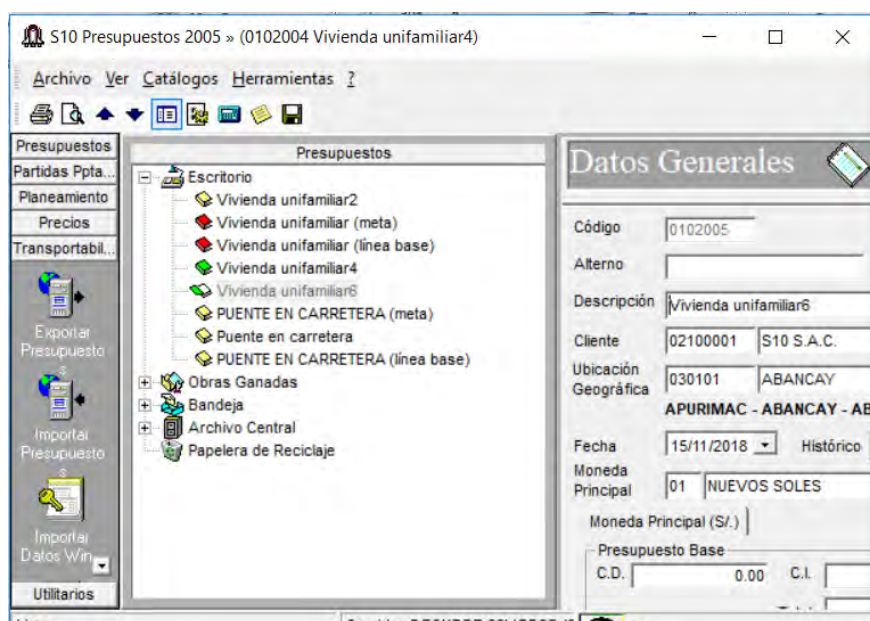 S10 Presupuestos 2005 » (0102004 Vivienda unifamiliar4)
Archivo Ver Catálogos Herramientas ?
Presupuestos
Partidas Ppta...
Planeamiento
Precios
Transportabil...
Exportar
Presupuesto
s
Importar
Presupuesto
s
Importar
Datos Win
Utilitarios
Presupuestos
Escritorio
Vivienda unifamiliar2
Vivienda unifamiliar (meta)
Vivienda unifamiliar (línea base)
Vivienda unifamiliar4
Vivienda unifamiliar6
PUENTE EN CARRETERA (meta)
Puente en carretera
PUENTE EN CARRETERA (línea base)
Obras Ganadas
Bandeja
Archivo Central
Papelera de Reciclaje
Datos Generales
Código 0102005
Alterno
Descripción Vivienda unifamiliar6
Cliente 02100001 S10 S.A.C.
Ubicación
Geográfica 030101 ABANCAY
APURIMAC - ABANCAY - AB
Fecha 15/11/2018 Histórico
Moneda
Principal 01 NUEVOS SOLES
Moneda Principal (S/.)
Presupuesto Base
C.D. 0.00 C.I.